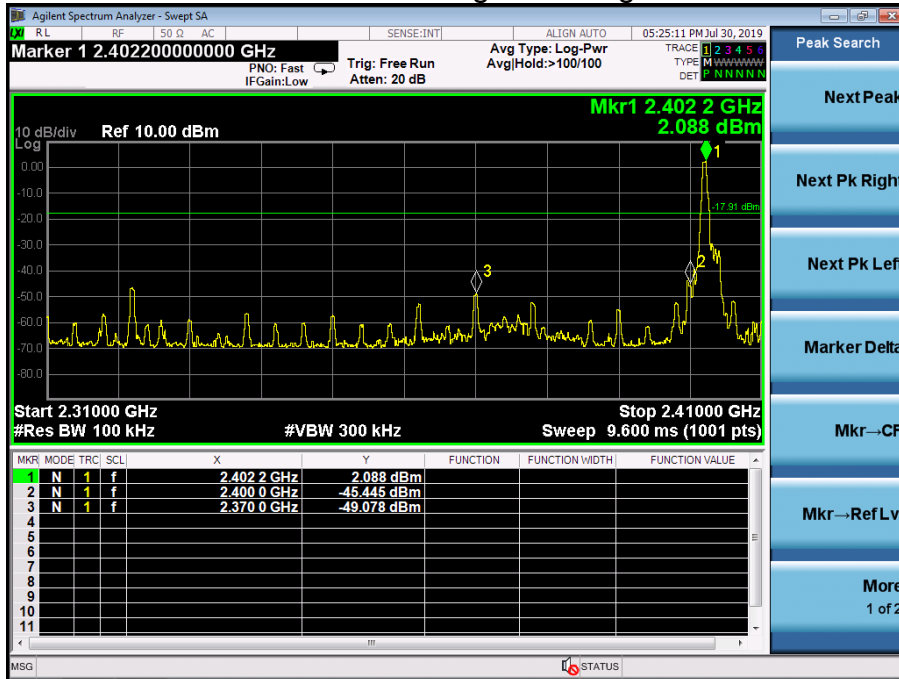 Agilent Spectrum Analyzer - Swept SA
LXI RL RF 50 Ω AC SENSE:INT ALIGN AUTO 05:25:11 PM Jul 30, 2019
Marker 1 2.402200000000 GHz
PNO: Fast
IFGain:Low
Trig: Free Run
Atten: 20 dB
Avg Type: Log-Pwr
Avg|Hold:>100/100
TRACE 1 2 3 4 5 6
TYPE M WWWWW
DET P N N N N N
Mkr1 2.402 2 GHz
2.088 dBm
10 dB/div Ref 10.00 dBm
Log
0.00
-10.0
-20.0
-30.0
-40.0
-50.0
-60.0
-70.0
-80.0
1
-17.91 dBm
2
3
Start 2.31000 GHz Stop 2.41000 GHz
#Res BW 100 kHz #VBW 300 kHz Sweep 9.600 ms (1001 pts)
MKR MODE TRC SCL X Y FUNCTION FUNCTION WIDTH FUNCTION VALUE
1 N 1 f 2.402 2 GHz 2.088 dBm
2 N 1 f 2.400 0 GHz -45.445 dBm
3 N 1 f 2.370 0 GHz -49.078 dBm
4
5
6
7
8
9
10
11
MSG STATUS
Peak Search
Next Peak
Next Pk Right
Next Pk Left
Marker Delta
Mkr→CF
Mkr→Ref Lv
More
1 of 2